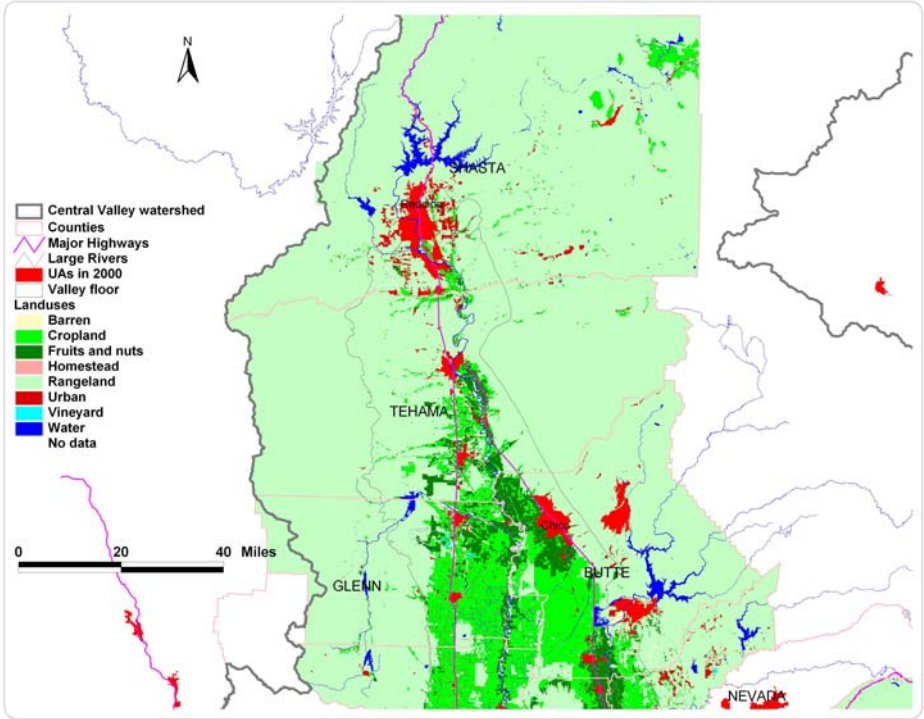 N
SHASTA
Redding
Central Valley watershed
Counties
Major Highways
Large Rivers
UAs in 2000
Valley floor
Landuses
Barren
Cropland
Fruits and nuts
Homestead
Rangeland
Urban
Vineyard
Water
No data
TEHAMA
Chico
0 20 40 Miles
GLENN
BUTTE
NEVADA